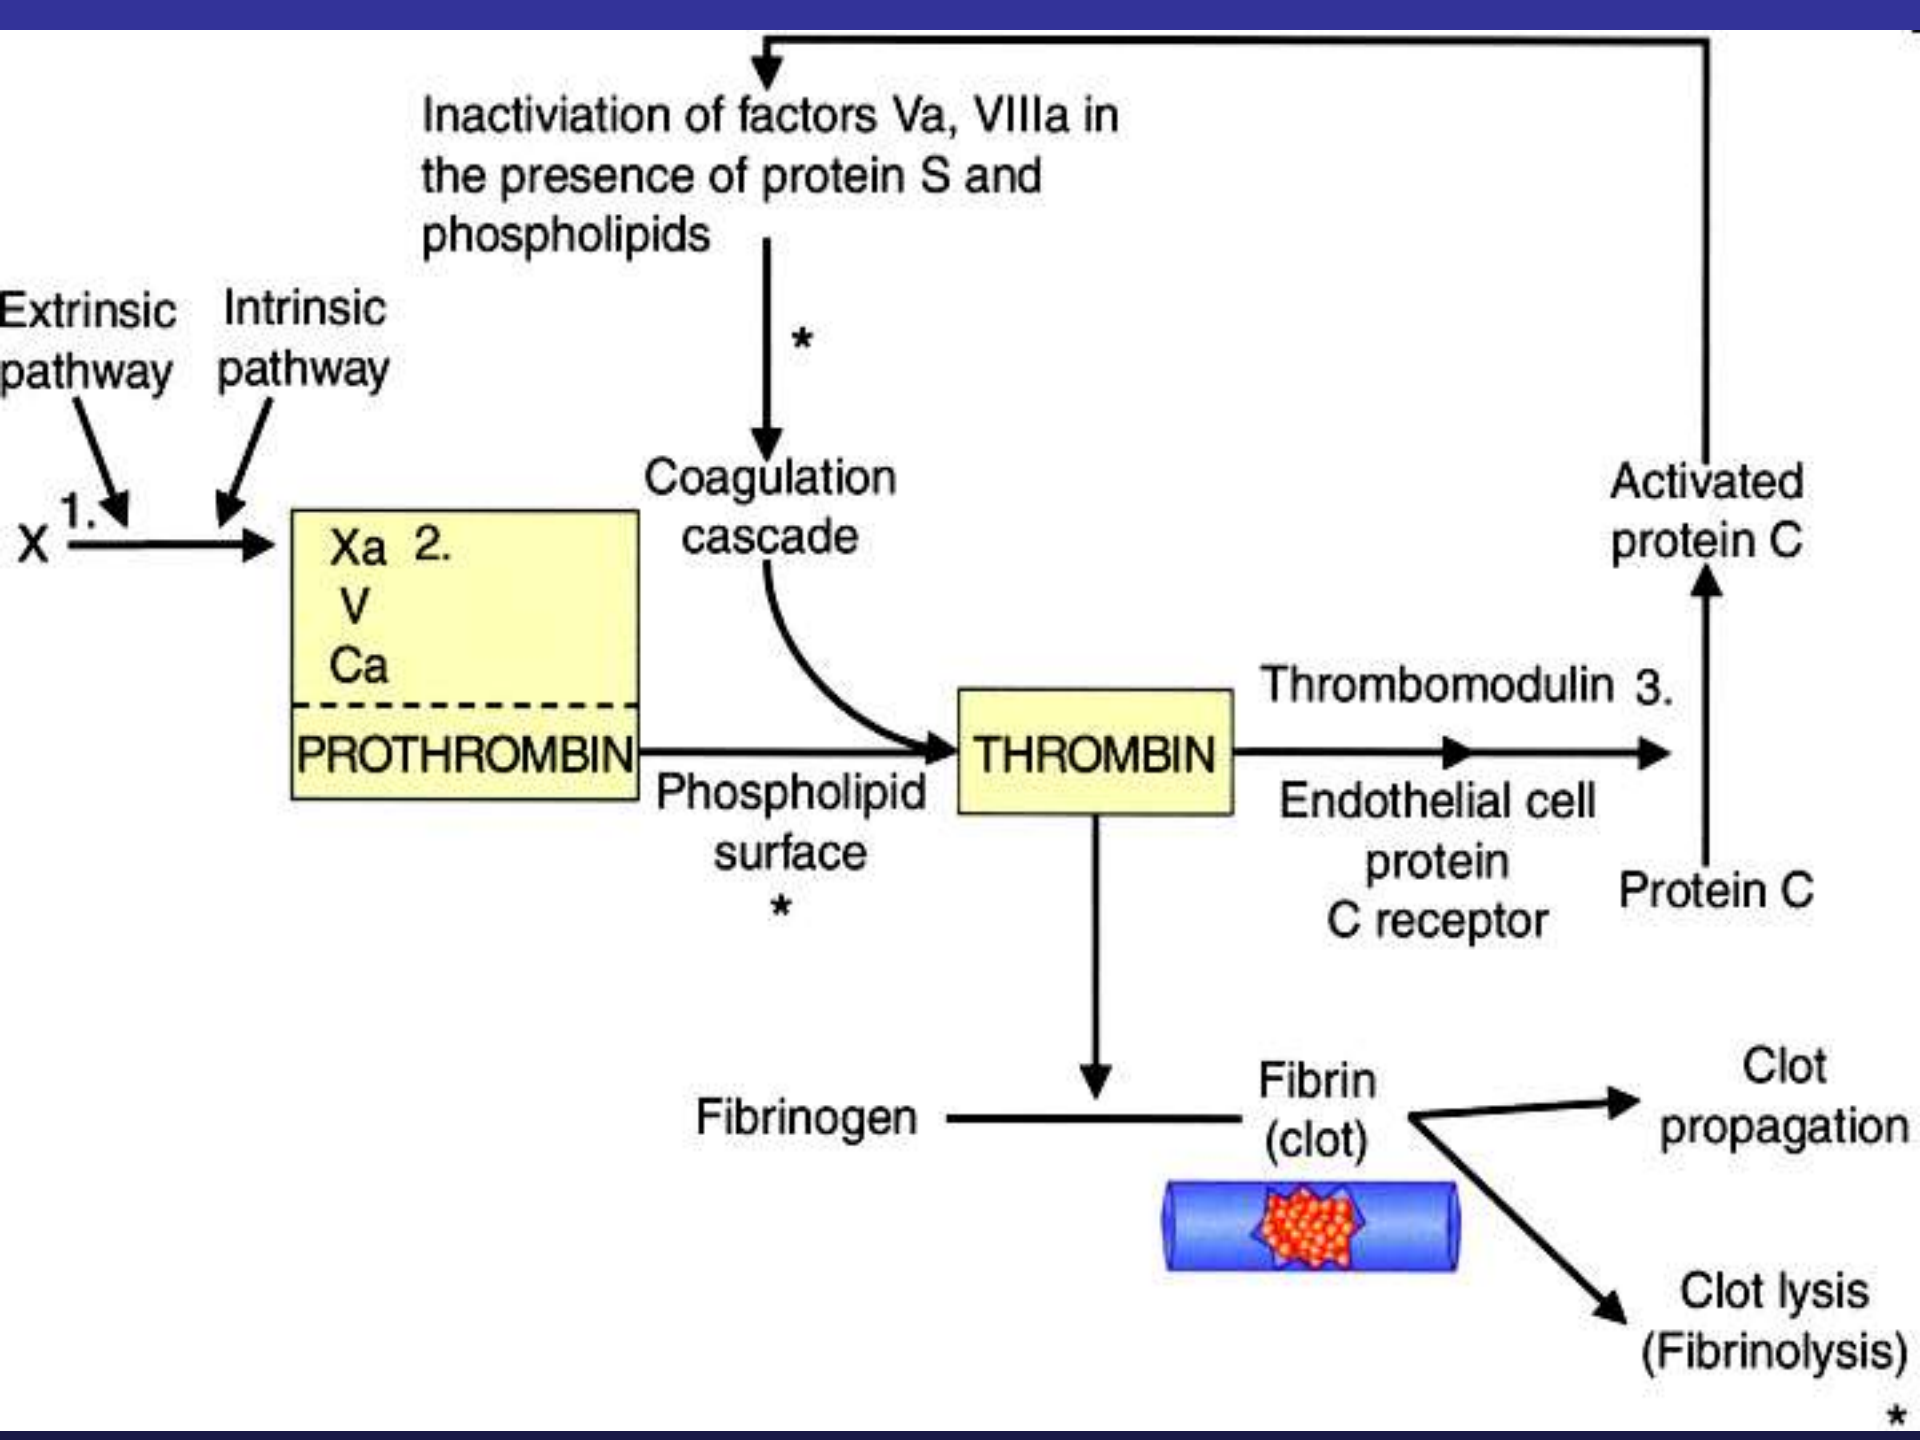 Inactiviation of factors Va, VIIIa in
the presence of protein S and
phospholipids
*
Extrinsic
pathway
Intrinsic
pathway
X
1.
Xa 2.
V
Ca
PROTHROMBIN
Coagulation
cascade
Phospholipid
surface
*
THROMBIN
Thrombomodulin 3.
Endothelial cell
protein
C receptor
Activated
protein C
Protein C
Fibrinogen
Fibrin
(clot)
Clot
propagation
Clot lysis
(Fibrinolysis)
*